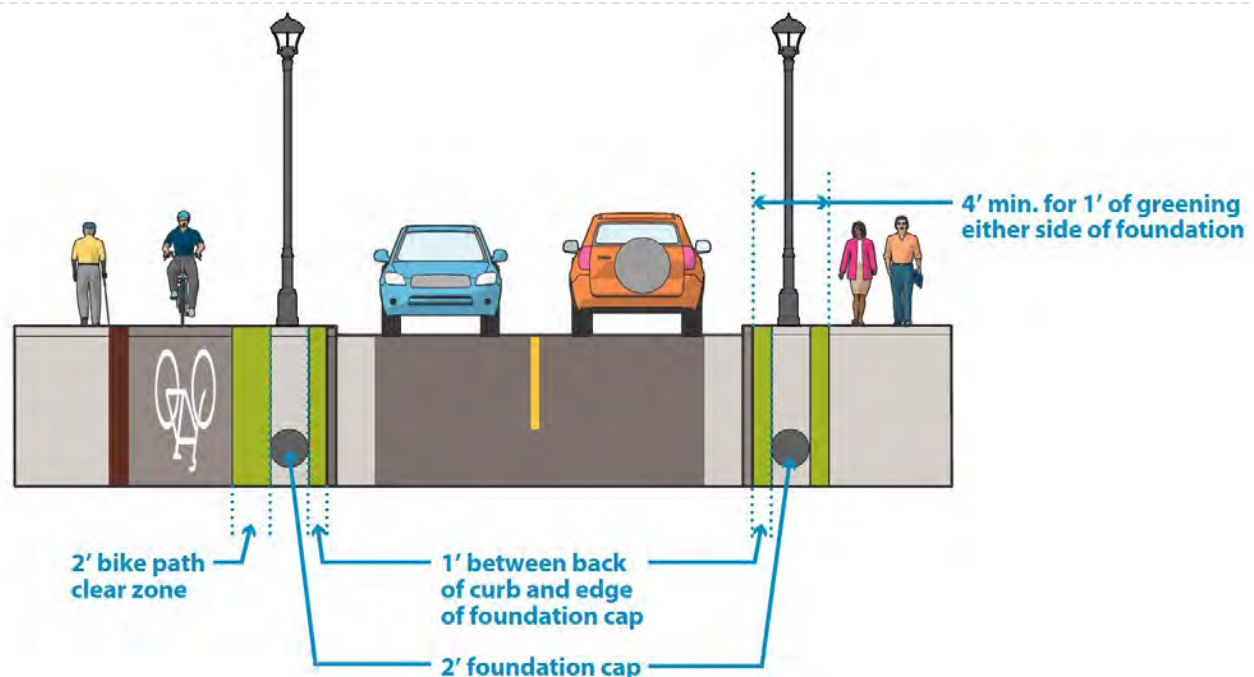 4’ min. for 1’ of greening
either side of foundation
2’ bike path
clear zone
1’ between back
of curb and edge
of foundation cap
2’ foundation cap